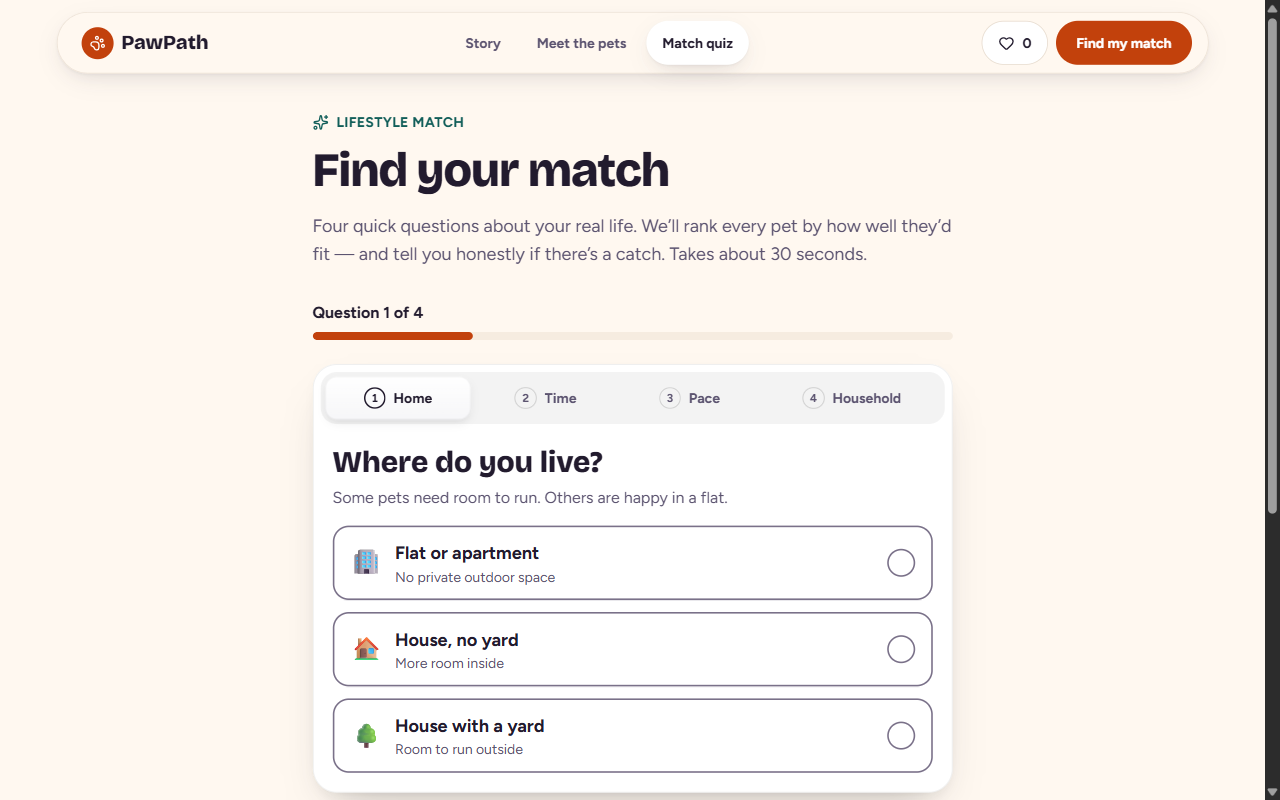 PawPath
Story
Meet the pets
Match quiz
0
Find my match
LIFESTYLE MATCH
Find your match
Four quick questions about your real life. We’ll rank every pet by how well they’d
fit — and tell you honestly if there’s a catch. Takes about 30 seconds.
Question 1 of 4
1 Home
2 Time
3 Pace
4 Household
Where do you live?
Some pets need room to run. Others are happy in a flat.
Flat or apartment
No private outdoor space
House, no yard
More room inside
House with a yard
Room to run outside